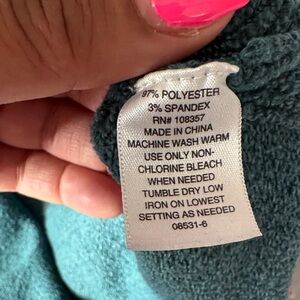 97% POLYESTER
3% SPANDEX
RN# 108357
MADE IN CHINA
MACHINE WASH WARM
USE ONLY NON-
CHLORINE BLEACH
WHEN NEEDED
TUMBLE DRY LOW
IRON ON LOWEST
SETTING AS NEEDED
08531-6